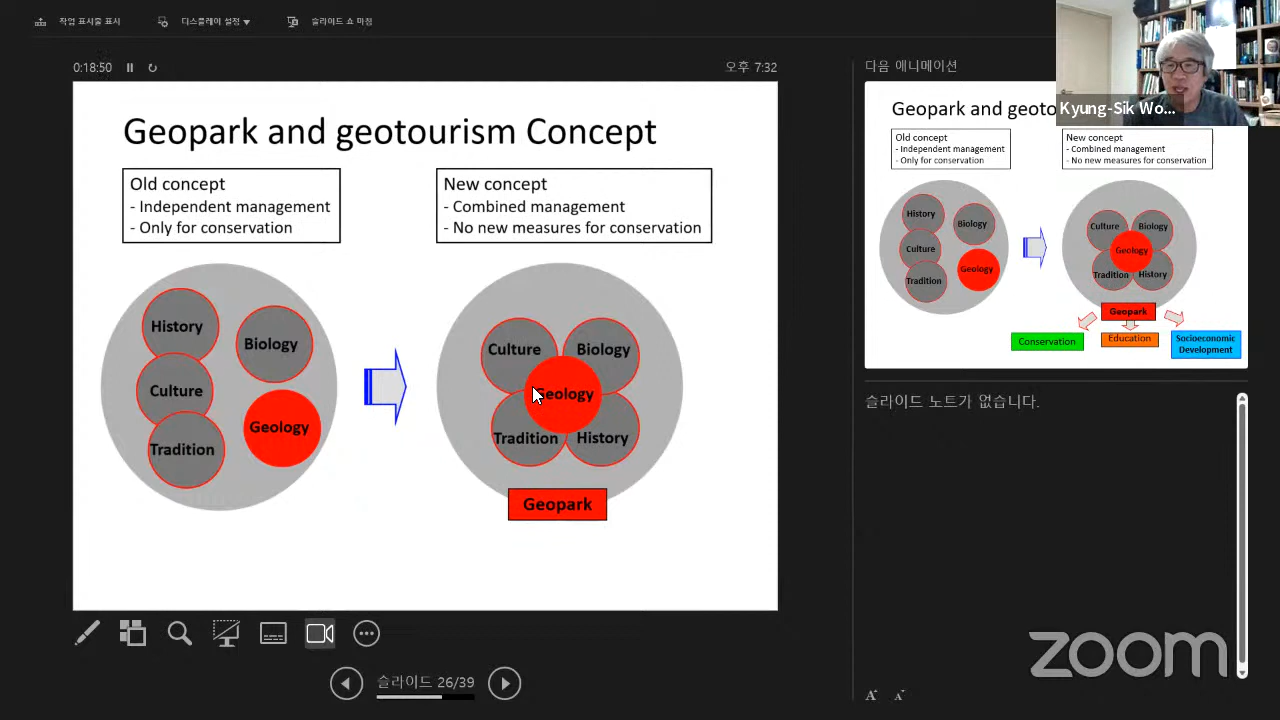 작업 표시줄 표시
디스플레이 설정 ▼
슬라이드 쇼 마침
0:18:50
오후 7:32
Geopark and geotourism Concept
Old concept
- Independent management
- Only for conservation
New concept
- Combined management
- No new measures for conservation
History
Biology
Culture
Geology
Tradition
Culture
Biology
Geology
Tradition
History
Geopark
슬라이드 26/39
다음 애니메이션
Kyung-Sik Wo...
Geopark and geoto
Old concept
- Independent management
- Only for conservation
New concept
- Combined management
- No new measures for conservation
History
Biology
Culture
Geology
Tradition
Culture
Biology
Geology
Tradition
History
Geopark
Conservation
Education
Socioeconomic
Development
슬라이드 노트가 없습니다.
zoom
A
A